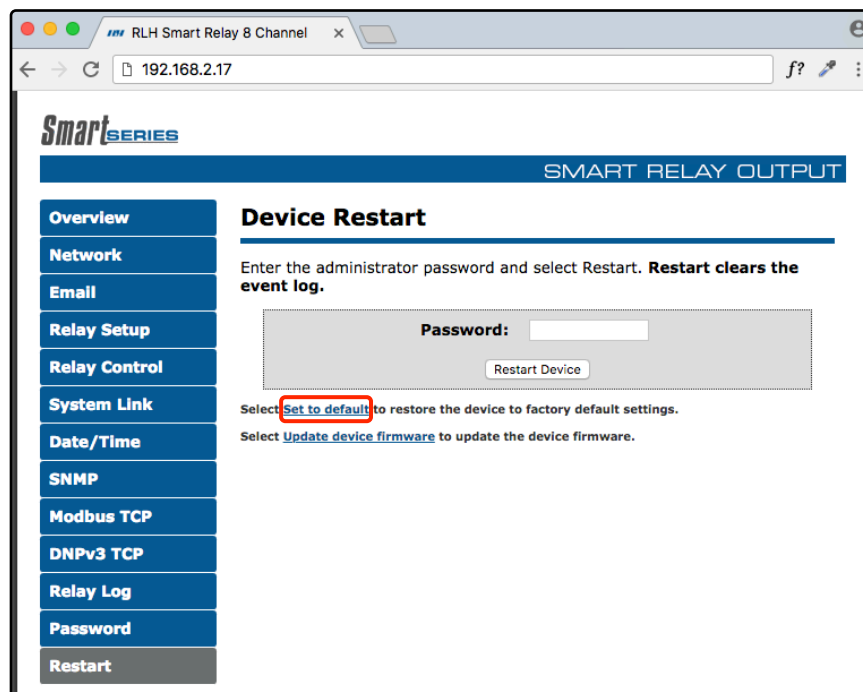 RLH Smart Relay 8 Channel
192.168.2.17
f?
Smart SERIES
SMART RELAY OUTPUT
Overview
Network
Email
Relay Setup
Relay Control
System Link
Date/Time
SNMP
Modbus TCP
DNPv3 TCP
Relay Log
Password
Restart
Device Restart
Enter the administrator password and select Restart. Restart clears the
event log.
Password:
Restart Device
Select Set to default to restore the device to factory default settings.
Select Update device firmware to update the device firmware.